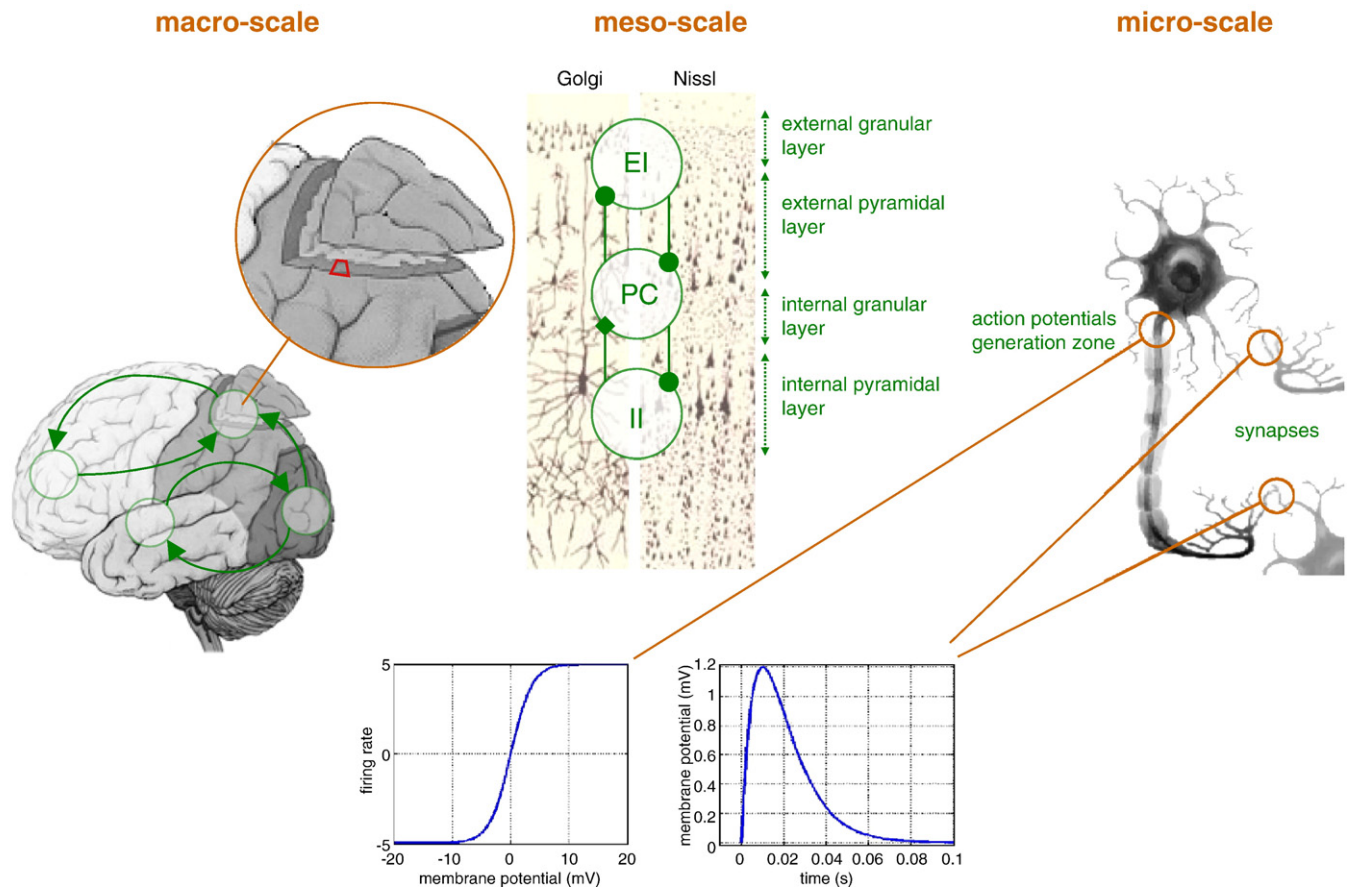 macro-scale
meso-scale
micro-scale
Golgi
Nissl
EI
PC
II
external granular
layer
external pyramidal
layer
internal granular
layer
internal pyramidal
layer
action potentials
generation zone
synapses
5
0
-5
firing rate
-20
-10
0
10
20
membrane potential (mV)
1.2
1
0.8
0.6
0.4
0.2
0
membrane potential (mV)
0
0.02
0.04
0.06
0.08
0.1
time (s)